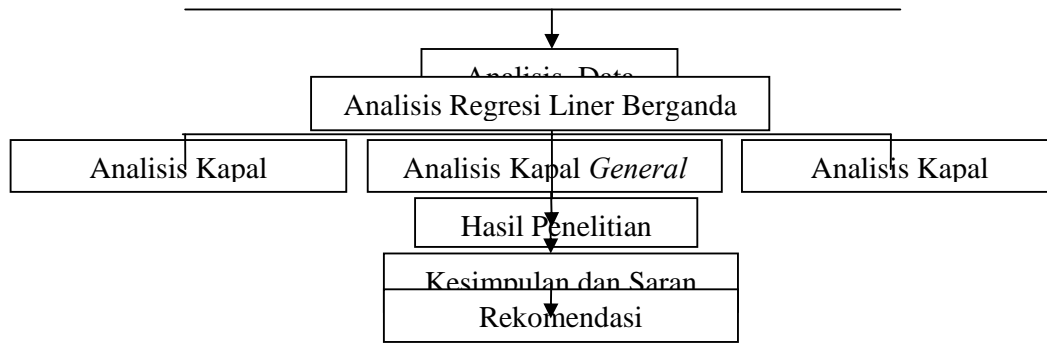 Analisis Data
Analisis Regresi Liner Berganda
Analisis Kapal
Analisis Kapal General
Analisis Kapal
Hasil Penelitian
Kesimpulan dan Saran
Rekomendasi